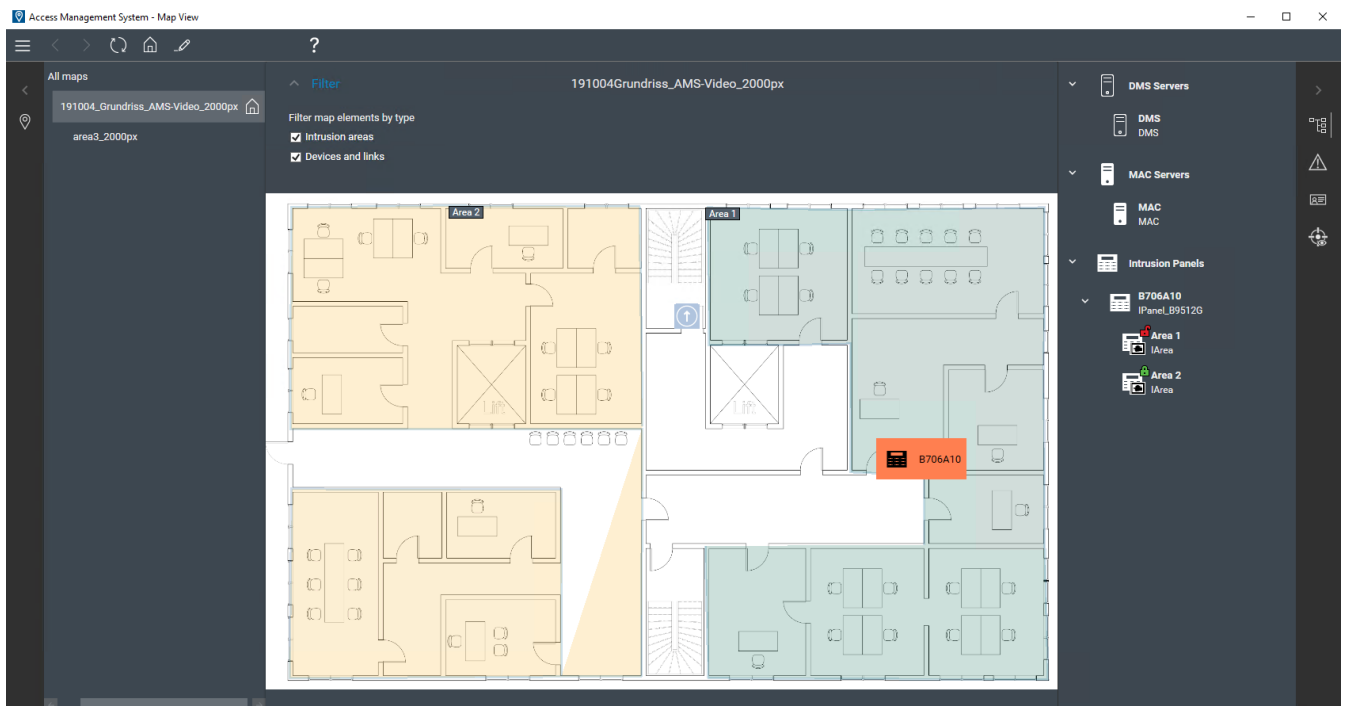 Access Management System - Map View
?
All maps
191004_Grundriss_AMS-Video_2000px
area3_2000px
Filter
191004Grundriss_AMS-Video_2000px
Filter map elements by type
Intrusion areas
Devices and links
Area 2
Area 1
Lift
Lift
B706A10
DMS Servers
DMS
DMS
MAC Servers
MAC
MAC
Intrusion Panels
B706A10
IPanel_B9512G
Area 1
IArea
Area 2
IArea